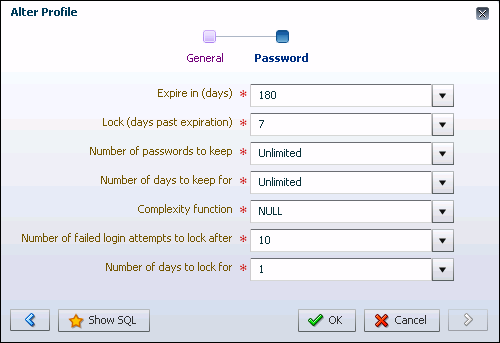 Alter Profile
General Password
Expire in (days) * 180
Lock (days past expiration) * 7
Number of passwords to keep * Unlimited
Number of days to keep for * Unlimited
Complexity function * NULL
Number of failed login attempts to lock after * 10
Number of days to lock for * 1
Show SQL OK Cancel